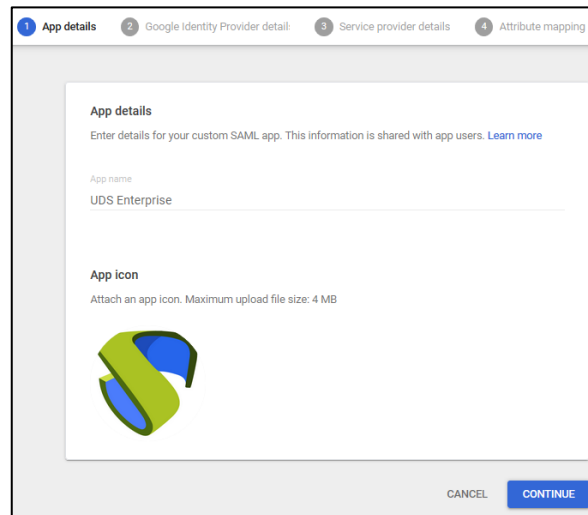 1 App details 2 Google Identity Provider detail: 3 Service provider details 4 Attribute mapping
App details
Enter details for your custom SAML app. This information is shared with app users. Learn more
App name
UDS Enterprise
App icon
Attach an app icon. Maximum upload file size: 4 MB
CANCEL CONTINUE